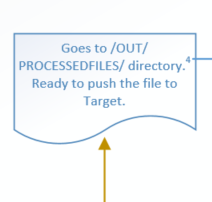 Goes to /OUT/
PROCESSEDFILES/ directory.4
Ready to push the file to
Target.